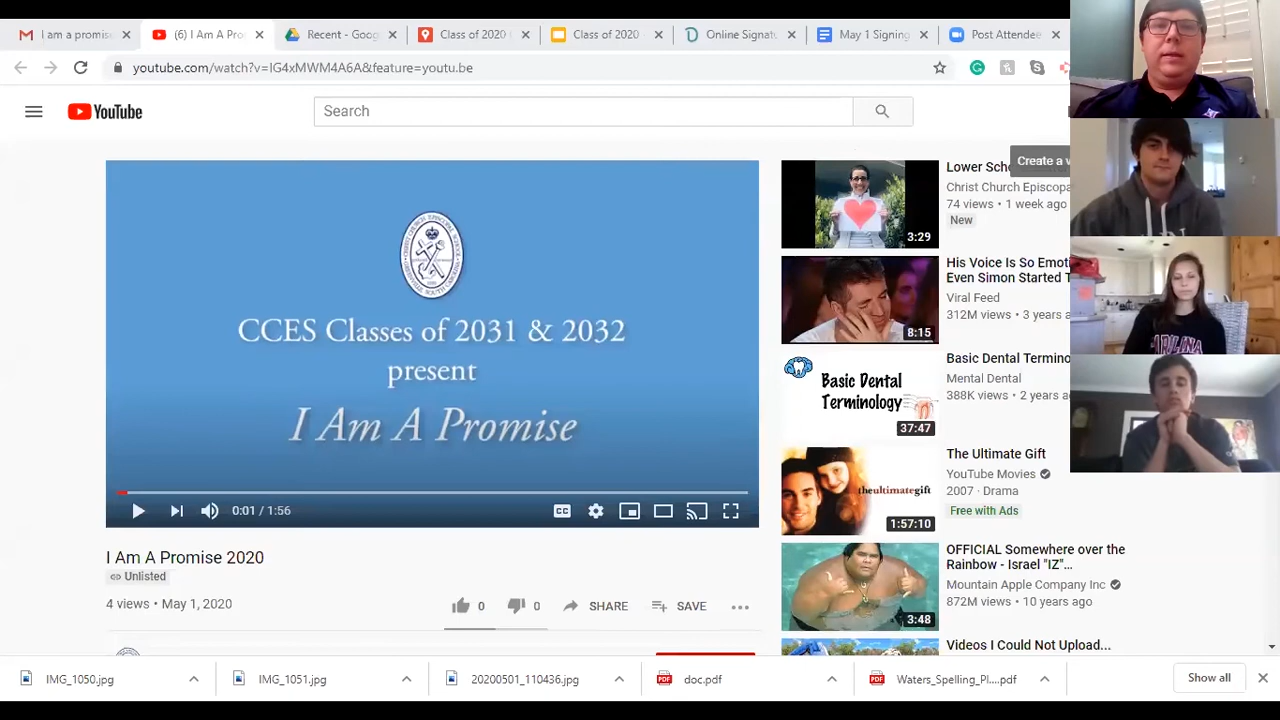 I am a promis
(6) I Am A Pro
Recent - Goog
Class of 2020
Class of 2020
Online Signat
May 1 Signing
Post Attendee
youtube.com/watch?v=IG4xMWM4A6A&feature=youtu.be
YouTube
Search
Create a v
CCES Classes of 2031 & 2032
present
I Am A Promise
0:01 / 1:56
CC
I Am A Promise 2020
Unlisted
4 views • May 1, 2020
0
0
SHARE
SAVE
3:29
Lower Sch
Christ Church Episcopa
74 views • 1 week ago
New
8:15
His Voice Is So Emoti
Even Simon Started T
Viral Feed
312M views • 3 years a
Basic Dental
Terminology
37:47
Basic Dental Termino
Mental Dental
388K views • 2 years a
theultimategift
1:57:10
The Ultimate Gift
YouTube Movies
2007 · Drama
Free with Ads
3:48
OFFICIAL Somewhere over the
Rainbow - Israel "IZ"...
Mountain Apple Company Inc
872M views • 10 years ago
Videos I Could Not Upload...
IMG_1050.jpg
IMG_1051.jpg
20200501_110436.jpg
doc.pdf
Waters_Spelling_Pl....pdf
Show all